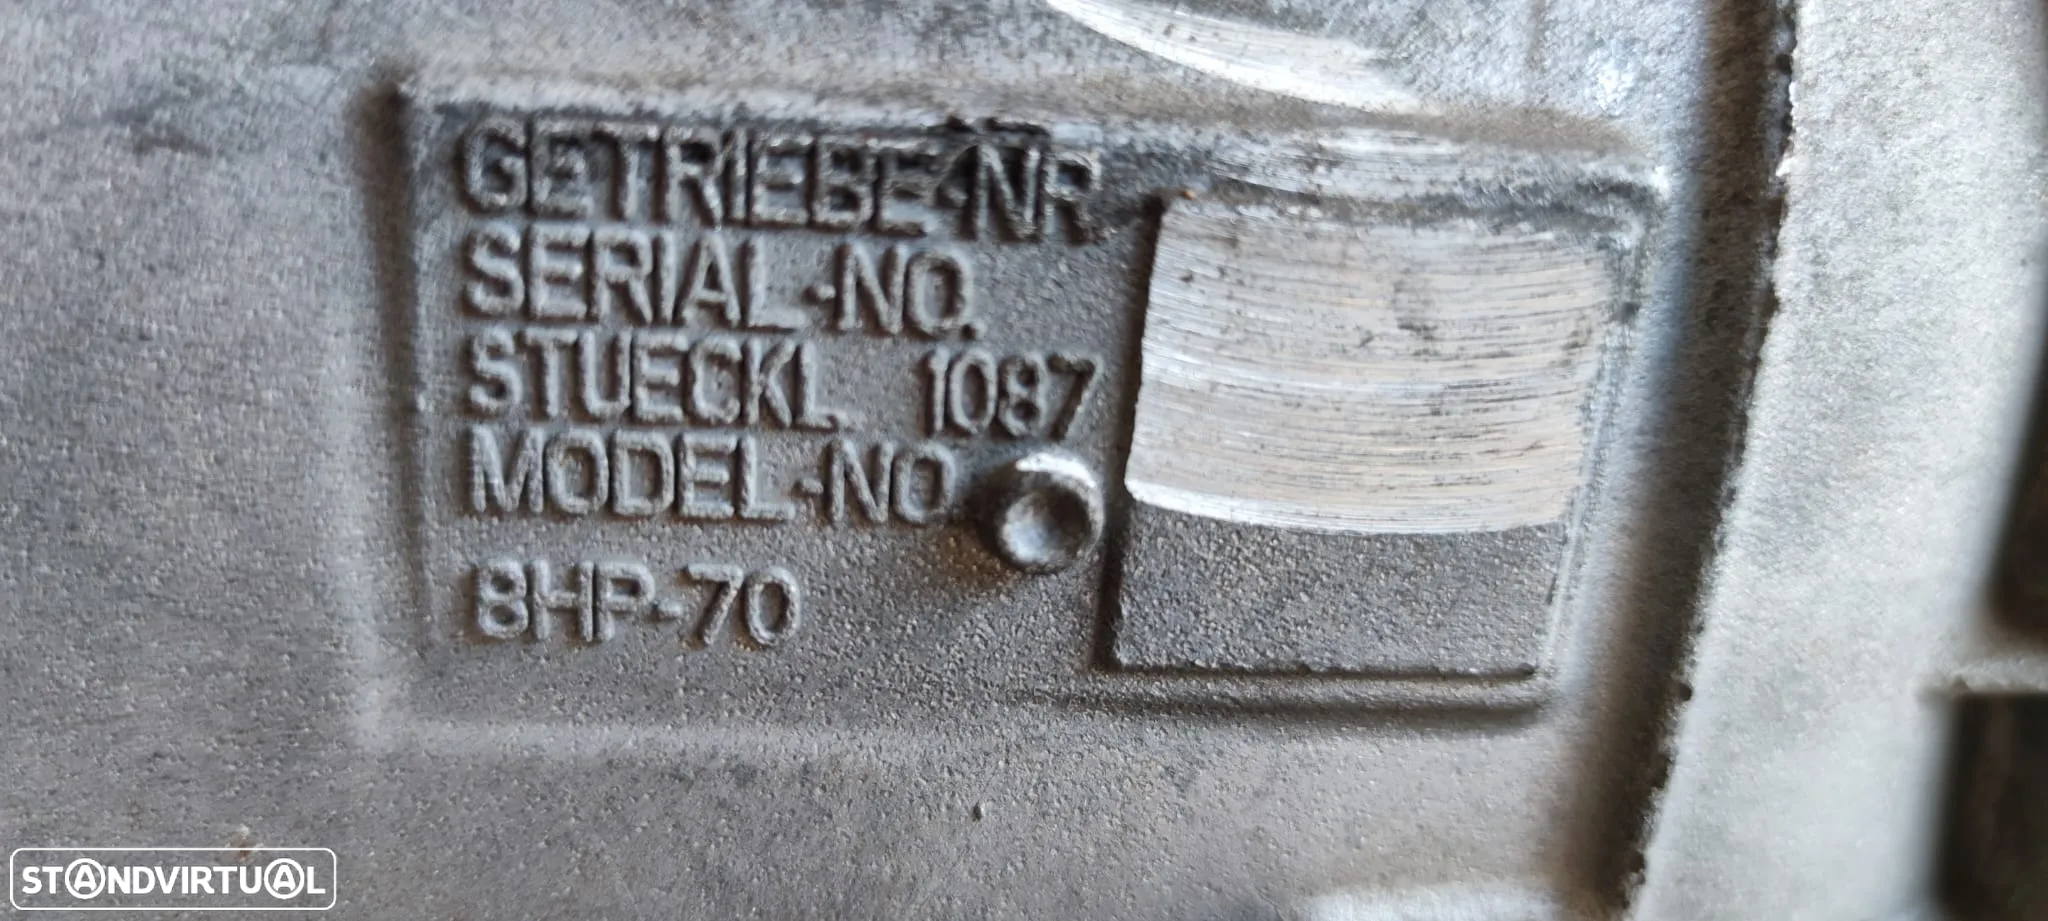 GETRIEBE-NR
SERIAL-NO.
STUECKL. 1087
MODEL-NO
8HP-70
STANDVIRTUAL